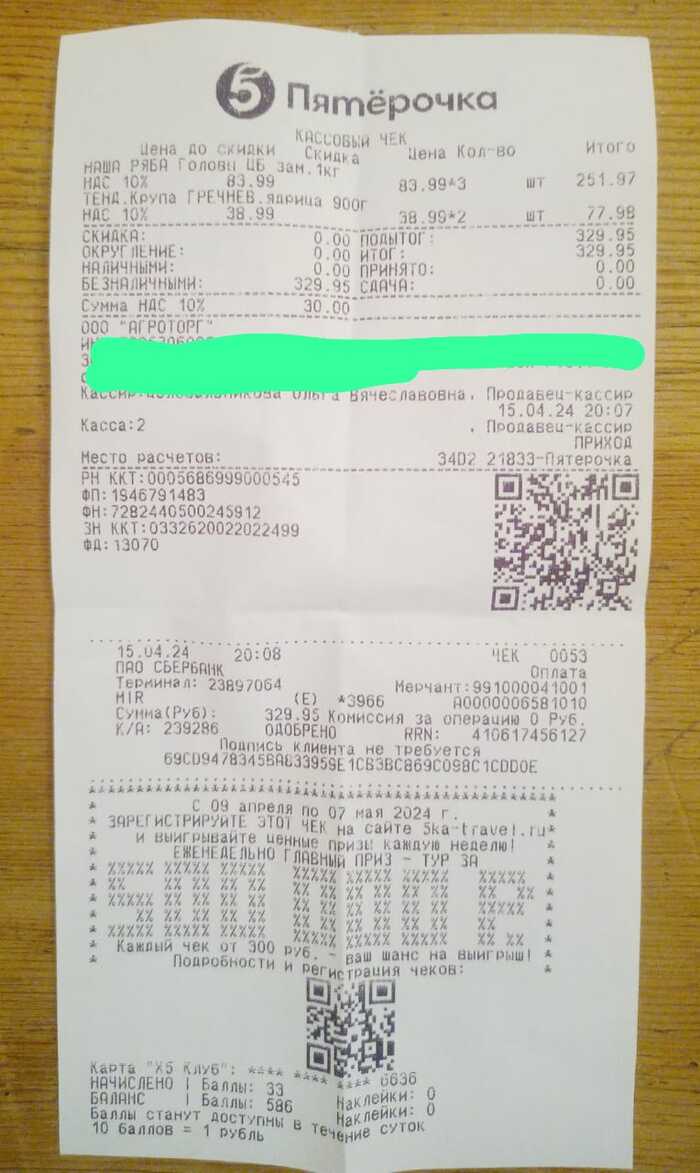 5 Пятёрочка
КАССОВЫЙ ЧЕК
Цена до скидки Скидка Цена Кол-во Итого
НАША РЯБА Головы ЦБ зам.1кг
НДС 10% 83.99 83.99*3 шт 251.97
ТЕНД.Крупа ГРЕЧНЕВ.ядрица 900г
НДС 10% 38.99 38.99*2 шт 77.98
СКИДКА: 0.00 ПОДЫТОГ: 329.95
ОКРУГЛЕНИЕ: 0.00 ИТОГ: 329.95
НАЛИЧНЫМИ: 0.00 ПРИНЯТО: 0.00
БЕЗНАЛИЧНЫМИ: 329.95 СДАЧА: 0.00
Сумма НДС 10% 30.00
ООО "АГРОТОРГ"
Ольга Вячеславовна, Продавец-кассир
15.04.24 20:07
Касса:2 , Продавец-кассир
ПРИХОД
Место расчетов: 34D2 21833-Пятерочка
РН ККТ:0005686999000545
ФП:1946791483
ФН:7282440500245912
ЗН ККТ:0332620022022499
ФД:13070
15.04.24 20:08 ЧЕК 0053
ПАО СБЕРБАНК Оплата
Терминал: 23897064 Мерчант:991000041001
MIR (E) *3966 A0000006581010
Сумма(Руб): 329.95 Комиссия за операцию 0 Руб.
К/А: 239286 ОДОБРЕНО RRN: 410617456127
Подпись клиента не требуется
69CD9478345BA833959E1CB3BC869C098C1CDD0E
С 09 апреля по 07 мая 2024 г.
ЗАРЕГИСТРИРУЙТЕ ЭТОТ ЧЕК на сайте 5ka-travel.ru
и выигрывайте ценные призы каждую неделю!
ЕЖЕНЕДЕЛЬНО ГЛАВНЫЙ ПРИЗ - ТУР ЗА
Каждый чек от 300 руб. - ваш шанс на выигрыш!
Подробности и регистрация чеков:
Карта "Х5 Клуб": **** **** **** 6636
НАЧИСЛЕНО | Баллы: 33 Наклейки: 0
БАЛАНС | Баллы: 586 Наклейки: 0
Баллы станут доступны в течение суток
10 баллов = 1 рубль